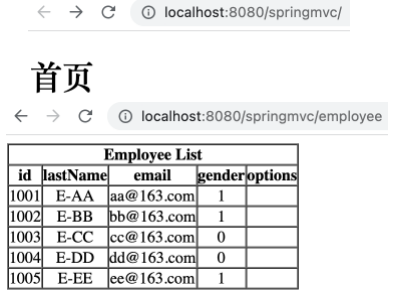 localhost:8080/springmvc/
首页
localhost:8080/springmvc/employee
Employee List
id lastName email gender options
1001 E-AA aa@163.com 1
1002 E-BB bb@163.com 1
1003 E-CC cc@163.com 0
1004 E-DD dd@163.com 0
1005 E-EE ee@163.com 1